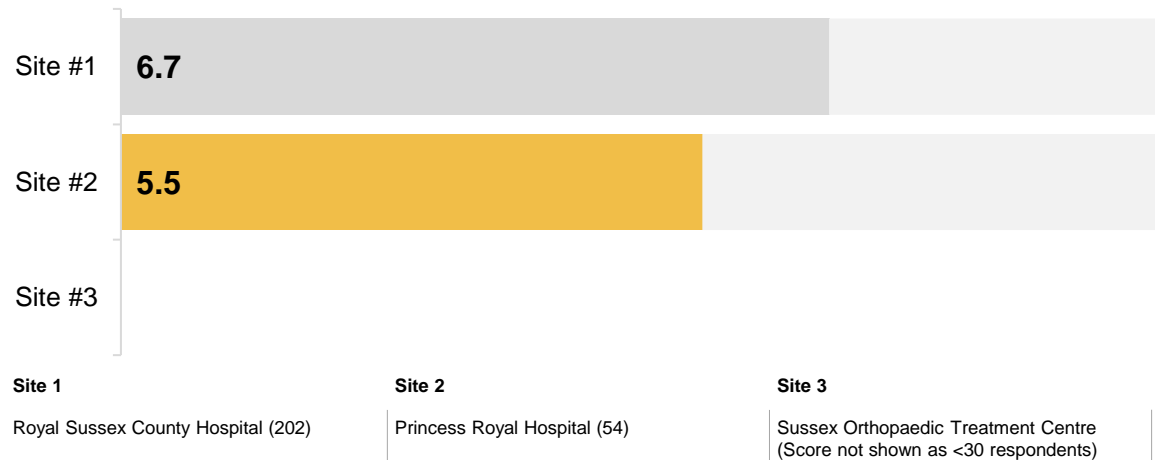 Site #1
6.7
Site #2
5.5
Site #3
Site 1
Royal Sussex County Hospital (202)
Site 2
Princess Royal Hospital (54)
Site 3
Sussex Orthopaedic Treatment Centre
(Score not shown as <30 respondents)